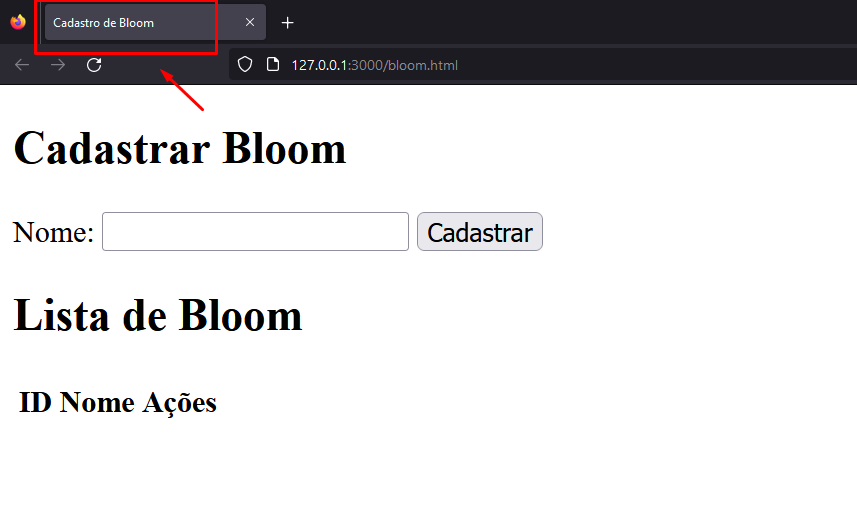 Cadastro de Bloom
127.0.0.1:3000/bloom.html
Cadastrar Bloom
Nome: Cadastrar
Lista de Bloom
ID Nome Ações